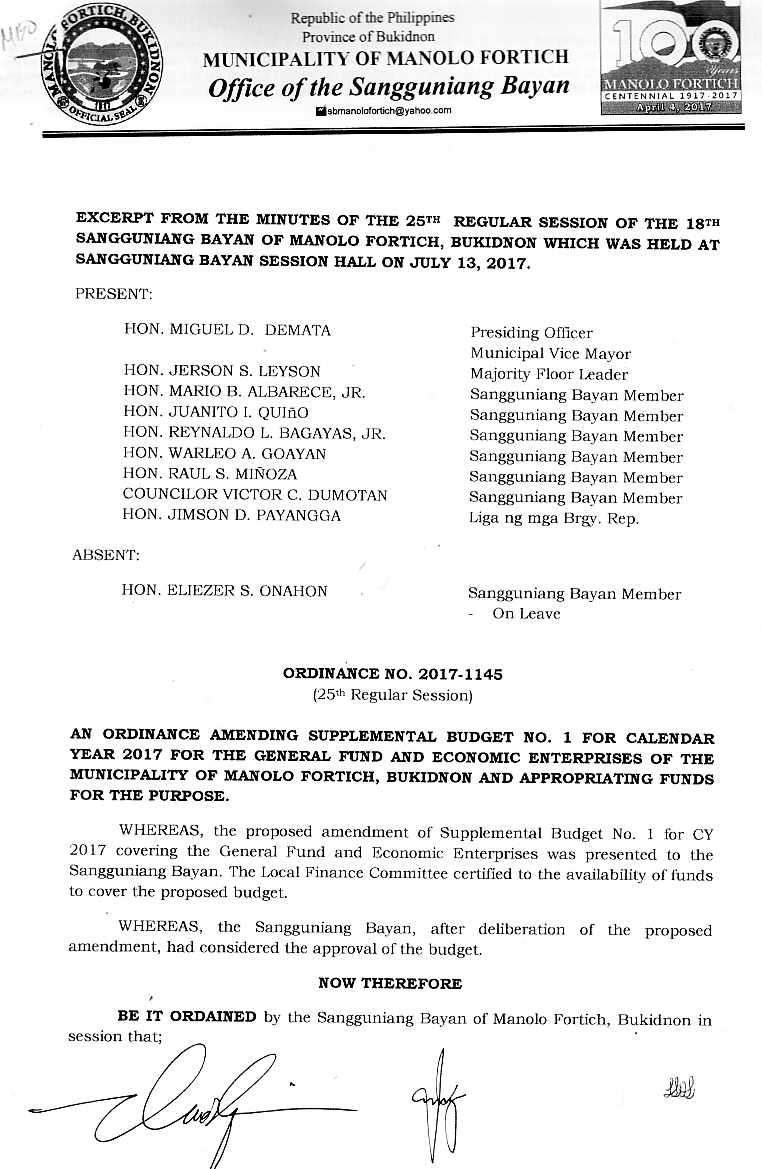 MBO
Republic of the Philippines
Province of Bukidnon
MUNICIPALITY OF MANOLO FORTICH
Office of the Sangguniang Bayan
sbmanolofortich@yahoo.com
MANOLO FORTICH, BUKIDNON
1917
OFFICIAL SEAL
100
Years
MANOLO FORTICH
CENTENNIAL 1917-2017
April 4, 2017
EXCERPT FROM THE MINUTES OF THE 25TH REGULAR SESSION OF THE 18TH
SANGGUNIANG BAYAN OF MANOLO FORTICH, BUKIDNON WHICH WAS HELD AT
SANGGUNIANG BAYAN SESSION HALL ON JULY 13, 2017.
PRESENT:
HON. MIGUEL D. DEMATA Presiding Officer
Municipal Vice Mayor
HON. JERSON S. LEYSON Majority Floor Leader
HON. MARIO B. ALBARECE, JR. Sangguniang Bayan Member
HON. JUANITO I. QUIñO Sangguniang Bayan Member
HON. REYNALDO L. BAGAYAS, JR. Sangguniang Bayan Member
HON. WARLEO A. GOAYAN Sangguniang Bayan Member
HON. RAUL S. MIÑOZA Sangguniang Bayan Member
COUNCILOR VICTOR C. DUMOTAN Sangguniang Bayan Member
HON. JIMSON D. PAYANGGA Liga ng mga Brgy. Rep.
ABSENT:
HON. ELIEZER S. ONAHON Sangguniang Bayan Member
- On Leave
ORDINANCE NO. 2017-1145
(25th Regular Session)
AN ORDINANCE AMENDING SUPPLEMENTAL BUDGET NO. 1 FOR CALENDAR
YEAR 2017 FOR THE GENERAL FUND AND ECONOMIC ENTERPRISES OF THE
MUNICIPALITY OF MANOLO FORTICH, BUKIDNON AND APPROPRIATING FUNDS
FOR THE PURPOSE.
WHEREAS, the proposed amendment of Supplemental Budget No. 1 for CY
2017 covering the General Fund and Economic Enterprises was presented to the
Sangguniang Bayan. The Local Finance Committee certified to the availability of funds
to cover the proposed budget.
WHEREAS, the Sangguniang Bayan, after deliberation of the proposed
amendment, had considered the approval of the budget.
NOW THEREFORE
BE IT ORDAINED by the Sangguniang Bayan of Manolo Fortich, Bukidnon in
session that;